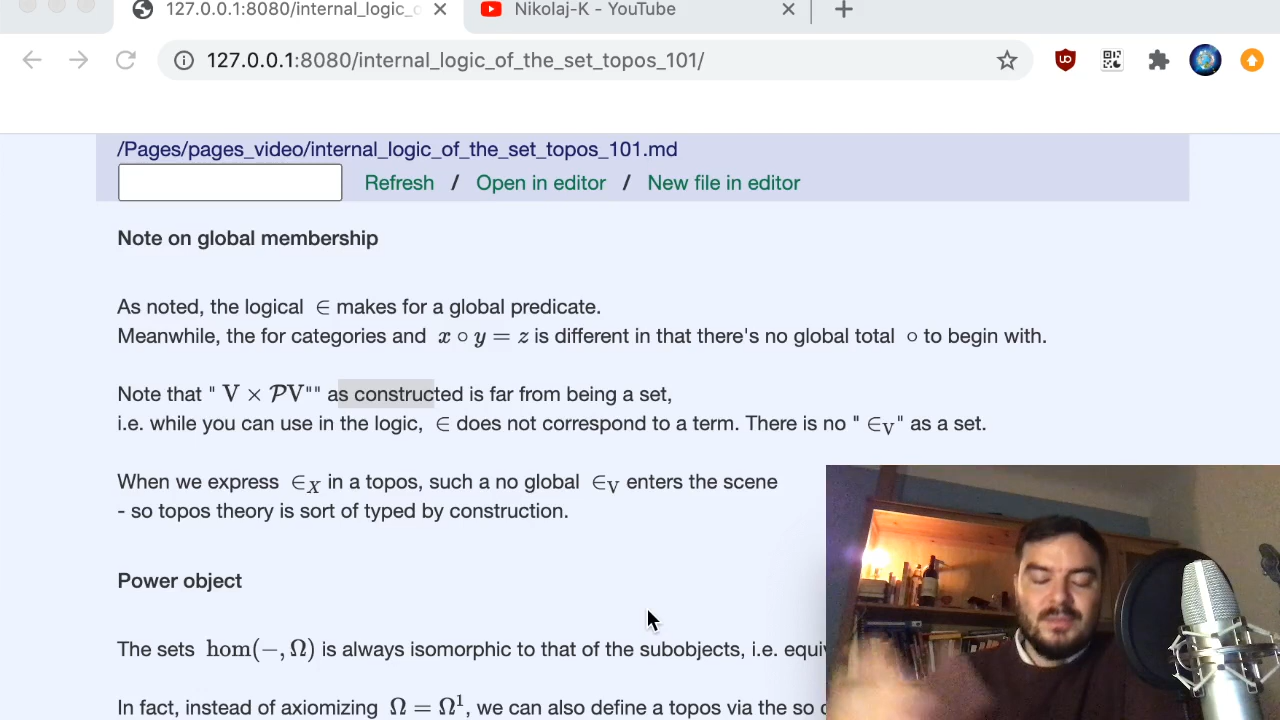 127.0.0.1:8080/internal_logic_c
Nikolaj-K - YouTube
127.0.0.1:8080/internal_logic_of_the_set_topos_101/
/Pages/pages_video/internal_logic_of_the_set_topos_101.md
Refresh / Open in editor / New file in editor
Note on global membership
As noted, the logical ∈ makes for a global predicate.
Meanwhile, the for categories and x ∘ y = z is different in that there's no global total ∘ to begin with.
Note that " V × 𝒫V"" as constructed is far from being a set,
i.e. while you can use in the logic, ∈ does not correspond to a term. There is no " ∈_V" as a set.
When we express ∈_X in a topos, such a no global ∈_V enters the scene
- so topos theory is sort of typed by construction.
Power object
The sets hom(−, Ω) is always isomorphic to that of the subobjects, i.e. equiv
In fact, instead of axiomizing Ω = Ω¹, we can also define a topos via the so